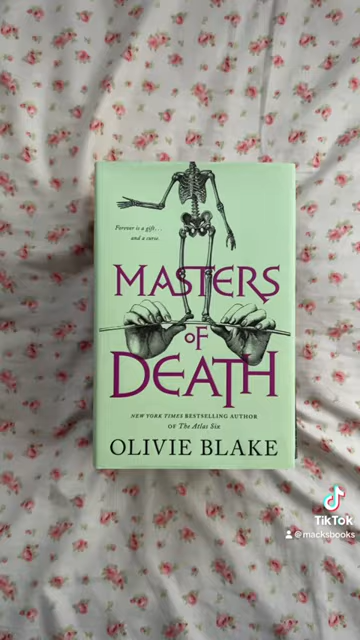 Forever is a gift...
and a curse.
MASTERS
OF
DEATH
NEW YORK TIMES BESTSELLING AUTHOR
OF The Atlas Six
OLIVIE BLAKE
TikTok
@macksbooks